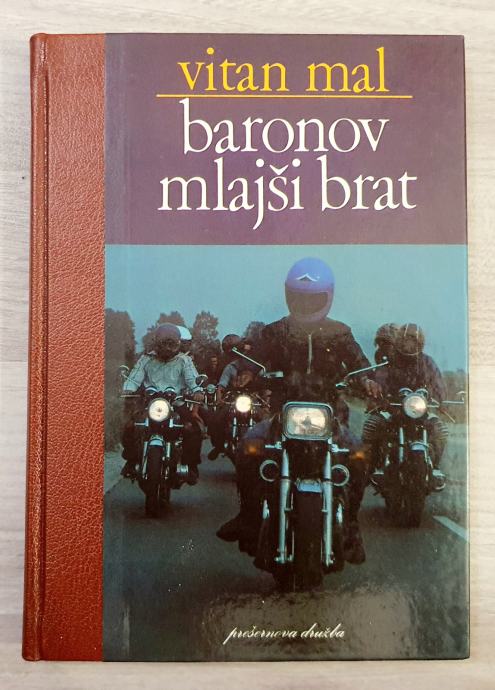 vitan mal
baronov
mlajši brat
prešernova družba